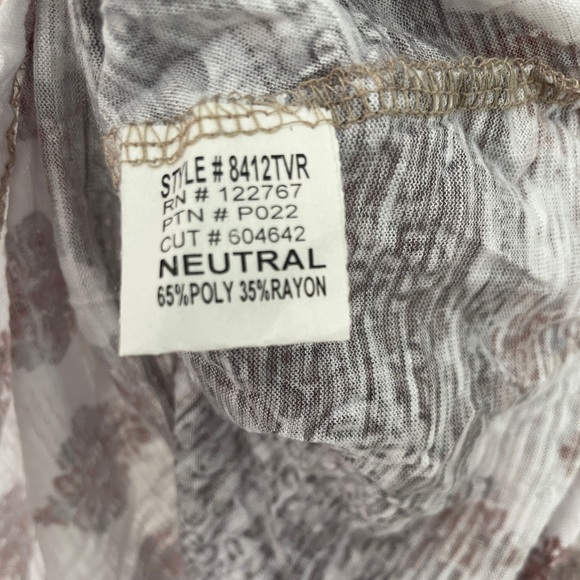 STYLE # 8412TVR
RN # 122767
PTN # P022
CUT # 604642
NEUTRAL
65%POLY 35%RAYON